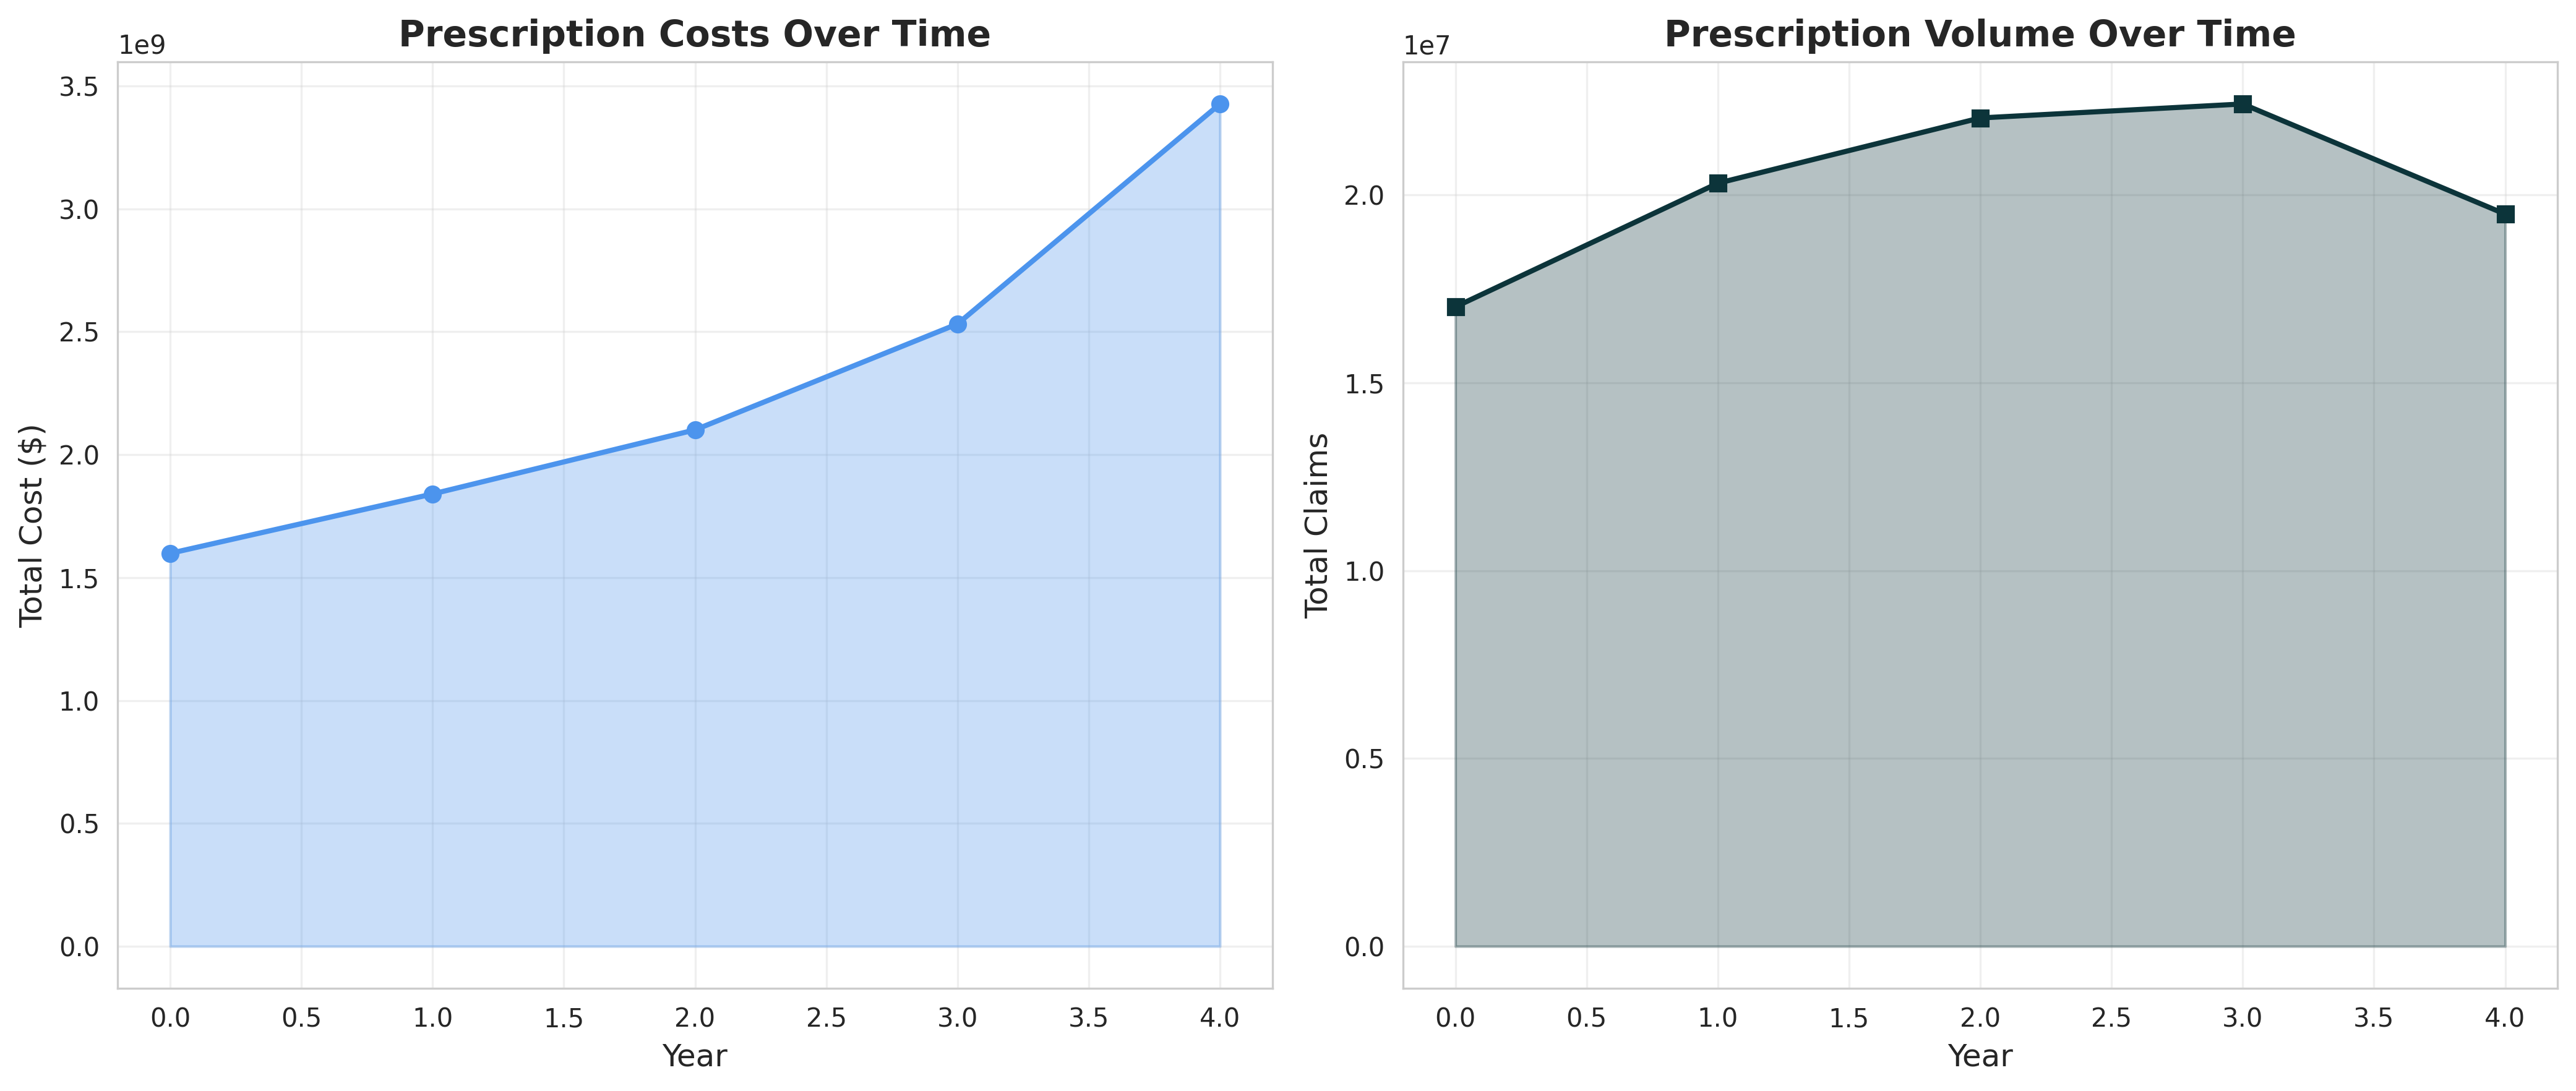 Prescription Costs Over Time
1e9
3.5
3.0
2.5
2.0
1.5
1.0
0.5
0.0
Total Cost ($)
0.0 0.5 1.0 1.5 2.0 2.5 3.0 3.5 4.0
Year
Prescription Volume Over Time
1e7
2.0
1.5
1.0
0.5
0.0
Total Claims
0.0 0.5 1.0 1.5 2.0 2.5 3.0 3.5 4.0
Year